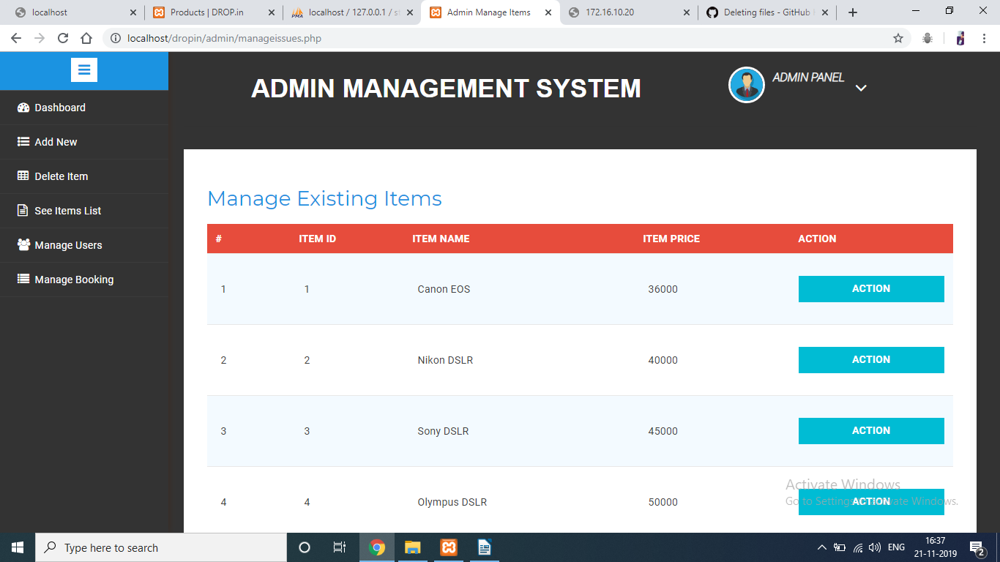 localhost
Products | DROP.in
localhost / 127.0.0.1 / st
Admin Manage Items
172.16.10.20
Deleting files - GitHub
localhost/dropin/admin/manageissues.php
ADMIN MANAGEMENT SYSTEM
ADMIN PANEL
Dashboard
Add New
Delete Item
See Items List
Manage Users
Manage Booking
Manage Existing Items
# ITEM ID ITEM NAME ITEM PRICE ACTION
1 1 Canon EOS 36000 ACTION
2 2 Nikon DSLR 40000 ACTION
3 3 Sony DSLR 45000 ACTION
4 4 Olympus DSLR 50000 ACTION
Activate Windows
Go to Settings to activate Windows.
Type here to search
ENG
16:37
21-11-2019
2